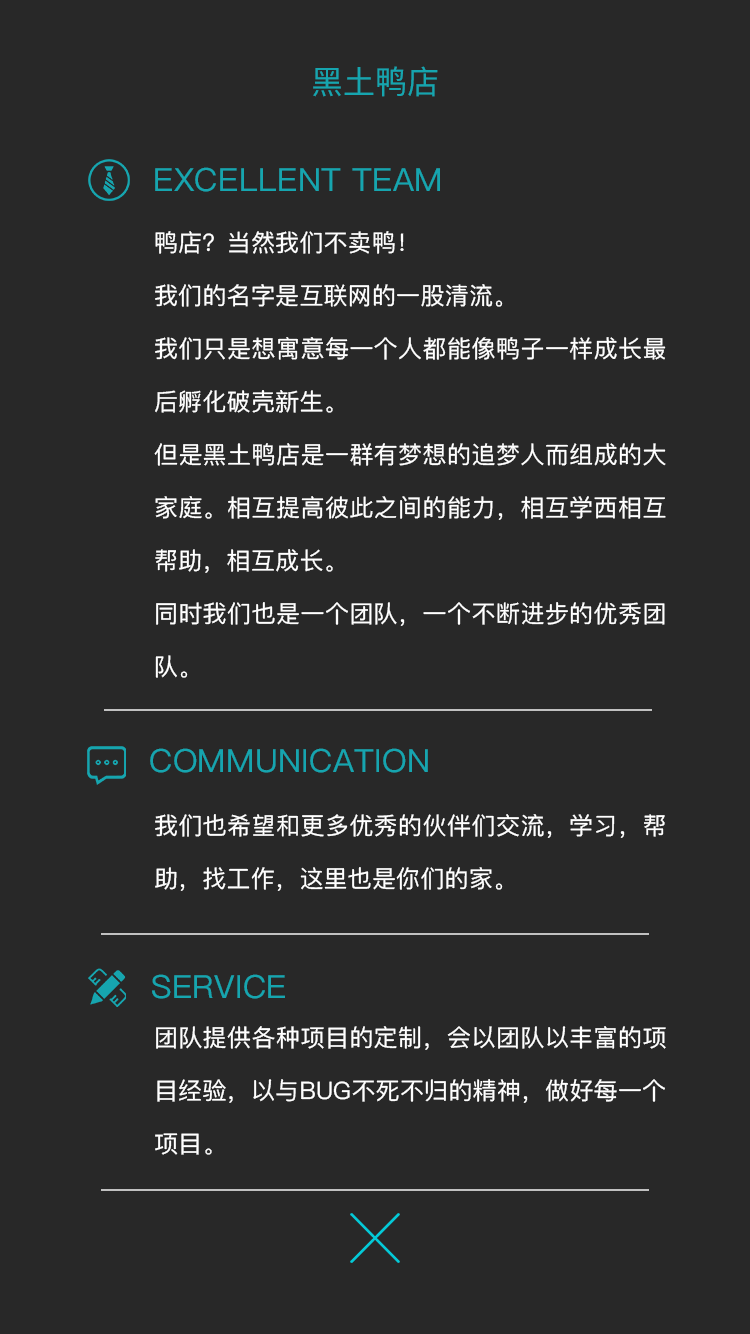 黑土鸭店
EXCELLENT TEAM
鸭店？当然我们不卖鸭！
我们的名字是互联网的一股清流。
我们只是想寓意每一个人都能像鸭子一样成长最
后孵化破壳新生。
但是黑土鸭店是一群有梦想的追梦人而组成的大
家庭。相互提高彼此之间的能力，相互学西相互
帮助，相互成长。
同时我们也是一个团队，一个不断进步的优秀团
队。
COMMUNICATION
我们也希望和更多优秀的伙伴们交流，学习，帮
助，找工作，这里也是你们的家。
SERVICE
团队提供各种项目的定制，会以团队以丰富的项
目经验，以与BUG不死不归的精神，做好每一个
项目。